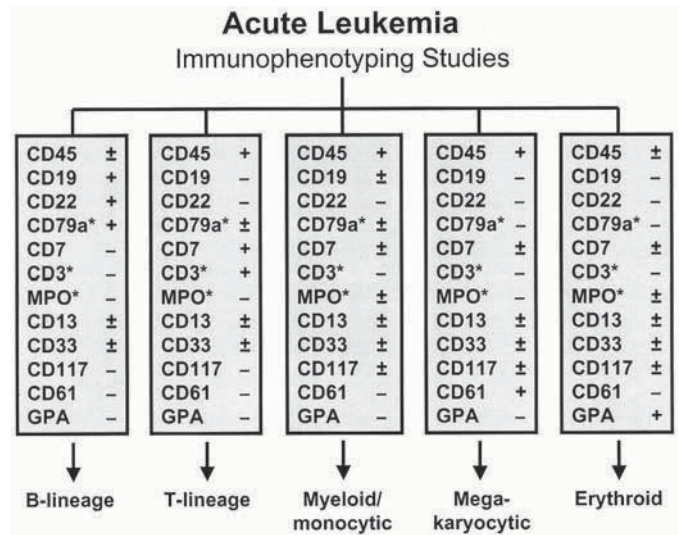 Acute Leukemia
Immunophenotyping Studies
CD45 ±
CD19 +
CD22 +
CD79a* +
CD7 –
CD3* –
MPO* –
CD13 ±
CD33 ±
CD117 –
CD61 –
GPA –
B-lineage
CD45 +
CD19 –
CD22 –
CD79a* ±
CD7 +
CD3* +
MPO* –
CD13 ±
CD33 ±
CD117 –
CD61 –
GPA –
T-lineage
CD45 +
CD19 ±
CD22 –
CD79a* ±
CD7 ±
CD3* –
MPO* ±
CD13 ±
CD33 ±
CD117 ±
CD61 –
GPA –
Myeloid/
monocytic
CD45 +
CD19 –
CD22 –
CD79a* –
CD7 ±
CD3* –
MPO* –
CD13 ±
CD33 ±
CD117 ±
CD61 +
GPA –
Mega-
karyocytic
CD45 ±
CD19 –
CD22 –
CD79a* –
CD7 ±
CD3* –
MPO* ±
CD13 ±
CD33 ±
CD117 ±
CD61 –
GPA +
Erythroid